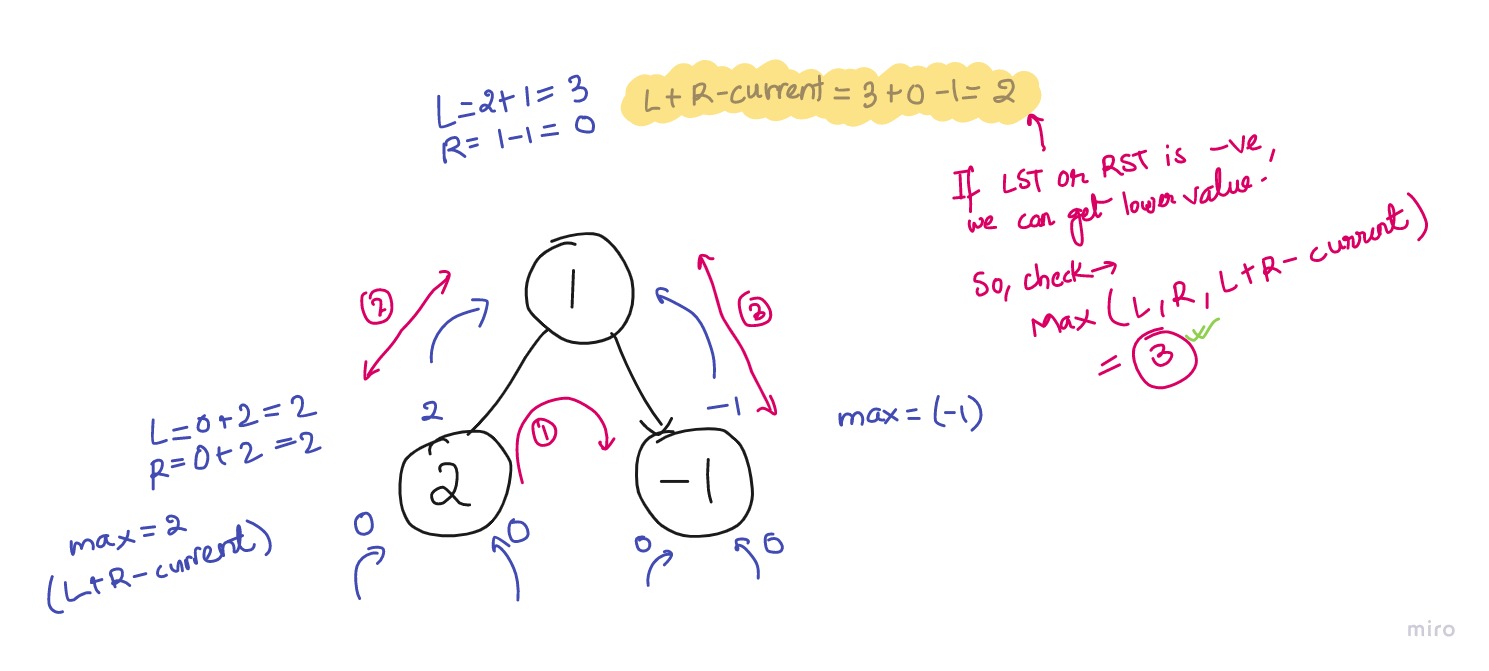 L=2+1= 3
R= 1-1= 0
L+R-current = 3+0-1= 2
If LST or RST is -ve,
we can get lower value.
So, check→
Max (L, R, L+R- current)
= 3
1
2
3
2
-1
1
L=0+2=2
R=0+2=2
max = (-1)
2
-1
max=2
(L+R-current)
0
0
0
0
miro